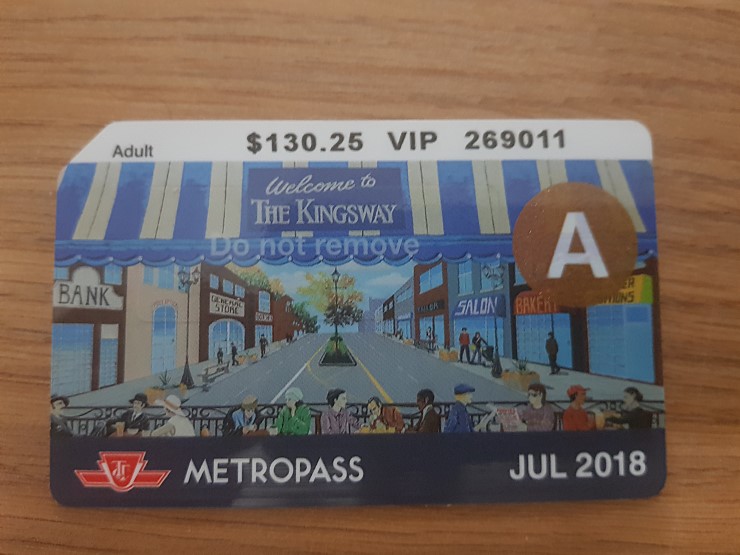 Adult $130.25 VIP 269011
Welcome to
THE KINGSWAY
Do not remove
A
BANK
GENERAL
STORE
SALON
BAKERY
TTC
METROPASS
JUL 2018